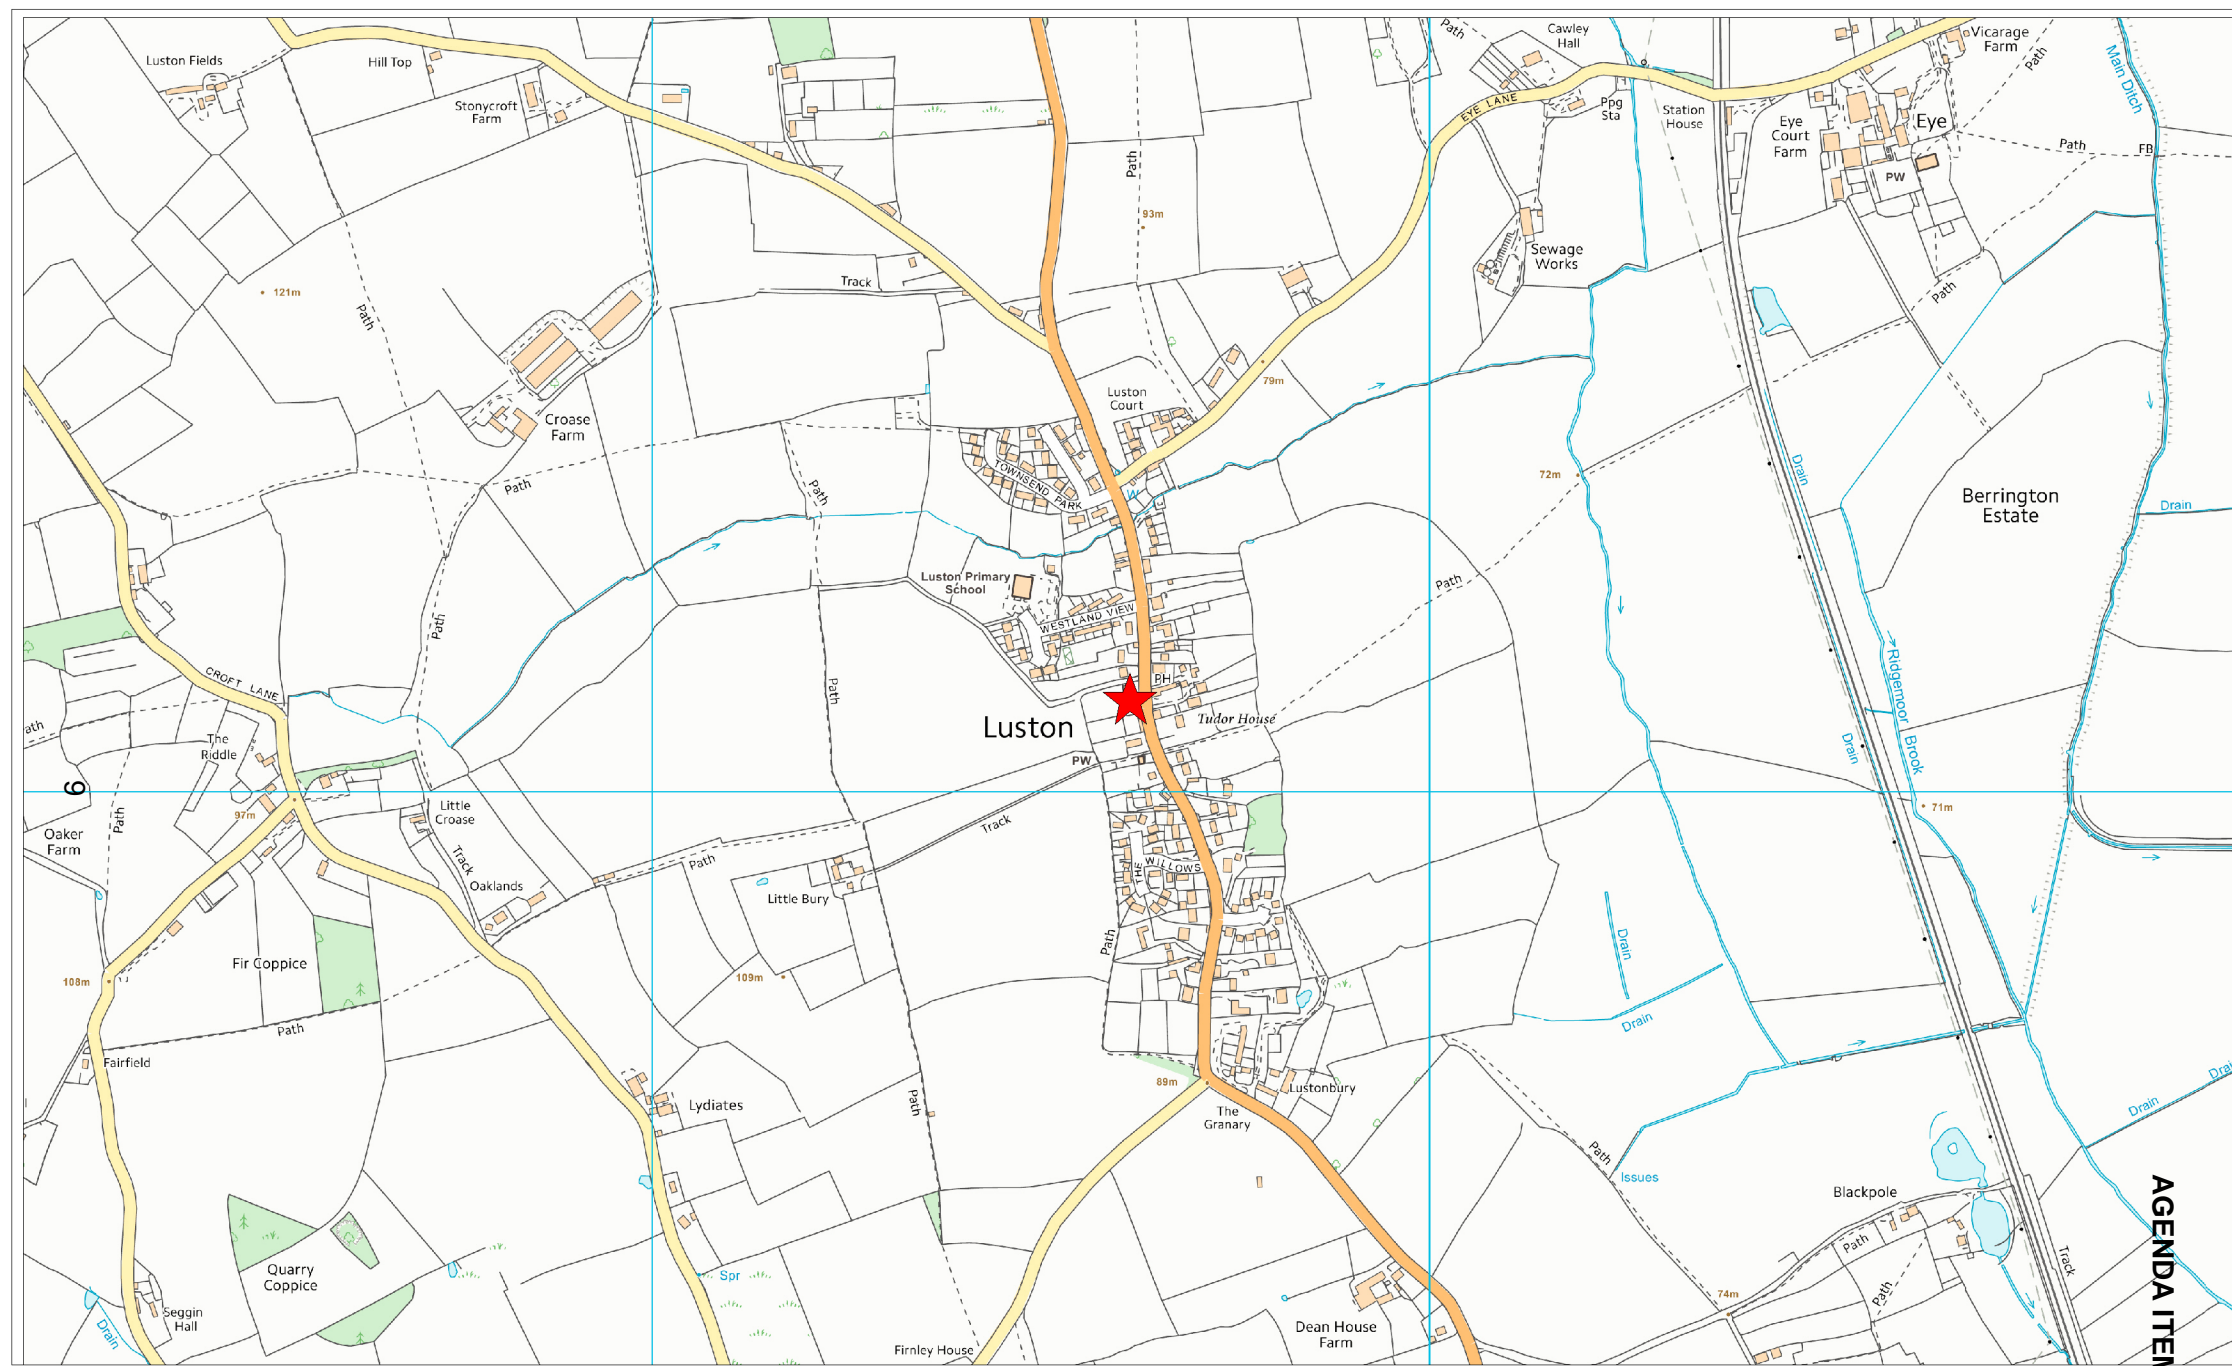 Luston Fields
Hill Top
Stonycroft
Farm
Path
Cawley
Hall
Vicarage
Farm
Path
Main Ditch
EYE LANE
Ppg
Sta
Station
House
Eye
Court
Farm
Eye
PW
Path
FB
Path
93m
Sewage
Works
Path
121m
Path
Track
79m
Luston
Court
Croase
Farm
TOWNSEND PARK
W
Path
Path
72m
Drain
Berrington
Estate
Drain
Luston Primary
School
WESTLAND VIEW
Path
Path
CROFT LANE
Path
PH
Luston
Tudor House
Ridgemoor Brook
Drain
ath
The
Riddle
PW
6
Path
97m
Little
Croase
Track
71m
Oaker
Farm
Track
Path
Oaklands
Little Bury
THE WILLOWS
Path
Drain
Fir Coppice
108m
109m
Path
Drain
Fairfield
89m
Lustonbury
The
Granary
Lydiates
Path
Drai
Drain
Path
Issues
Blackpole
Path
Track
AGENDA ITEM
Quarry
Coppice
Spr
Path
74m
Seggin
Hall
Drain
Dean House
Farm
Firnley House